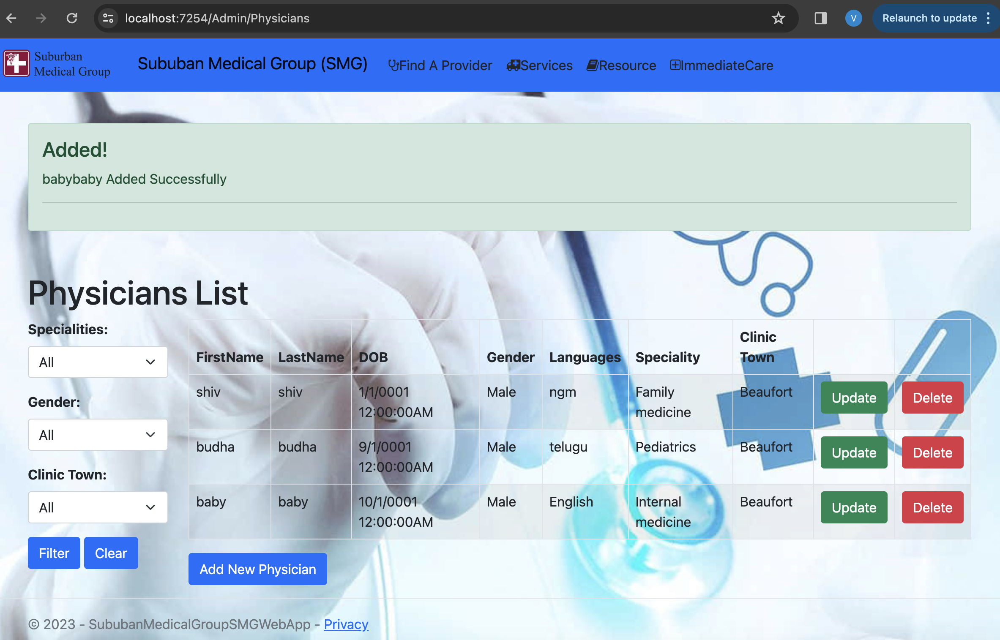 localhost:7254/Admin/Physicians
V
Relaunch to update
Suburban
Medical Group
Sububan Medical Group (SMG)
Find A Provider
Services
Resource
ImmediateCare
Added!
babybaby Added Successfully
Physicians List
Specialities:
All
Gender:
All
Clinic Town:
All
Filter Clear
FirstName LastName DOB Gender Languages Speciality Clinic Town
shiv shiv 1/1/0001 12:00:00AM Male ngm Family medicine Beaufort Update Delete
budha budha 9/1/0001 12:00:00AM Male telugu Pediatrics Beaufort Update Delete
baby baby 10/1/0001 12:00:00AM Male English Internal medicine Beaufort Update Delete
Add New Physician
© 2023 - SububanMedicalGroupSMGWebApp - Privacy